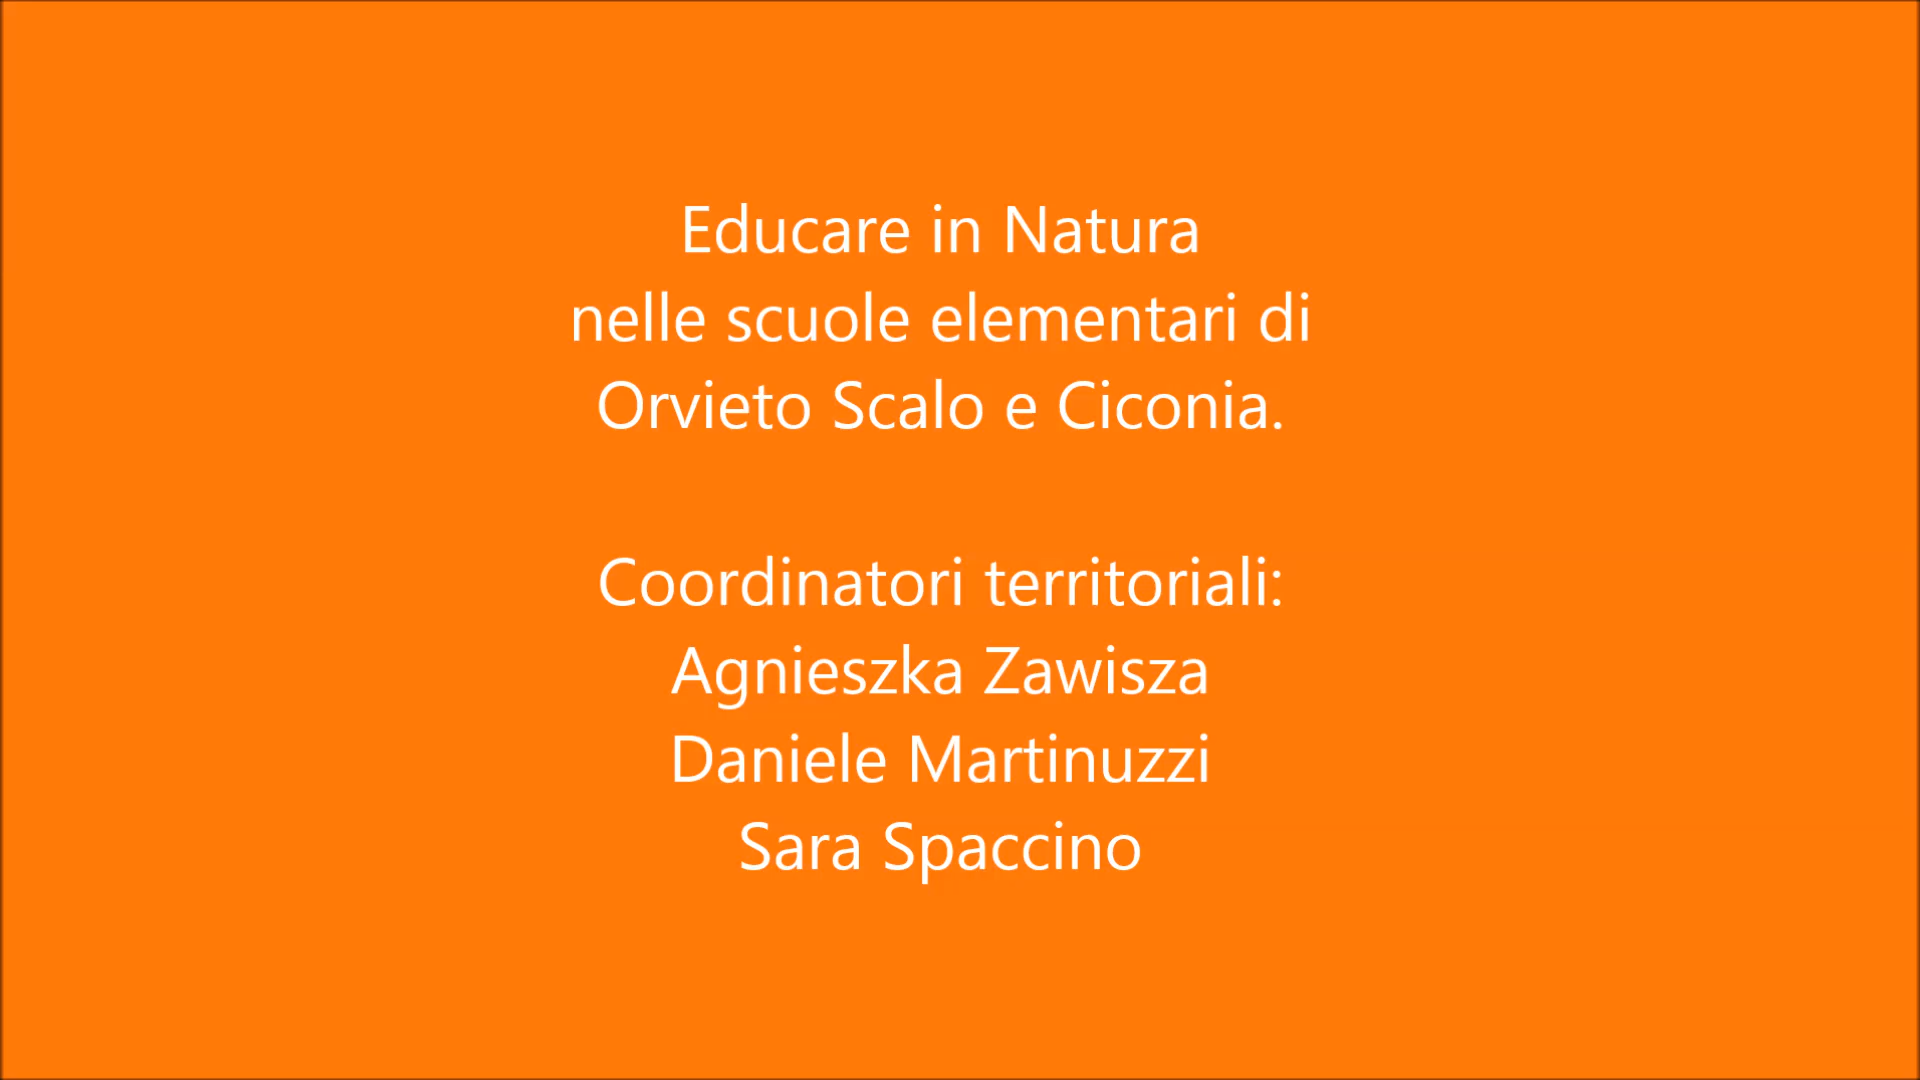 Educare in Natura
nelle scuole elementari di
Orvieto Scalo e Ciconia.
Coordinatori territoriali:
Agnieszka Zawisza
Daniele Martinuzzi
Sara Spaccino